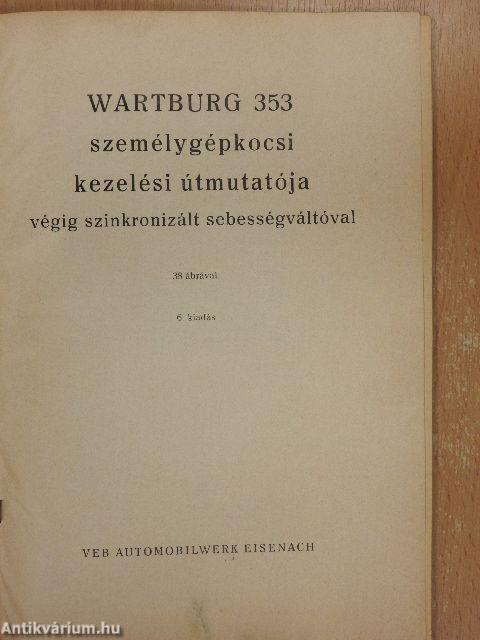 WARTBURG 353
személygépkocsi
kezelési útmutatója
végig szinkronizált sebességváltóval
38 ábrával
6. kiadás
VEB AUTOMOBILWERK EISENACH
Antikvárium.hu